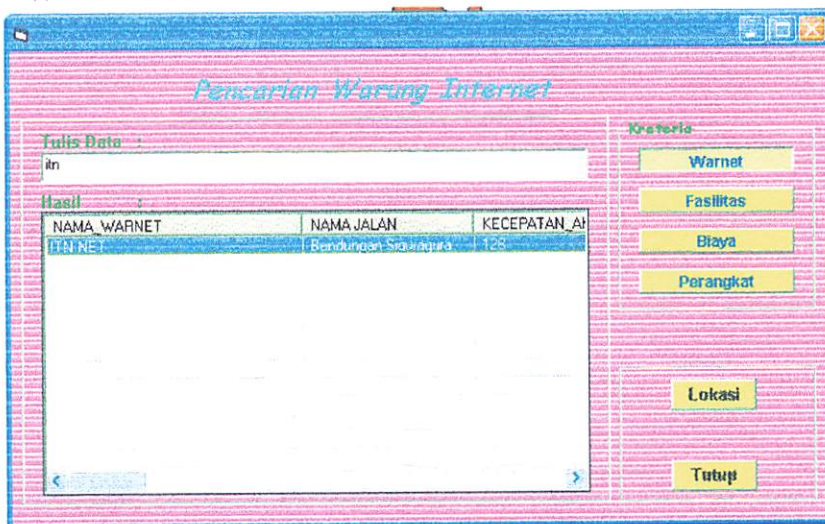 Pencarian Warung Internet
Kreteria
Tulis Data :
itn
Warnet
Hasil :
Fasilitas
NAMA_WARNET NAMA JALAN KECEPATAN_AK
ITN NET Bendungan Sigura-gura 128
Biaya
Perangkat
Lokasi
Tutup